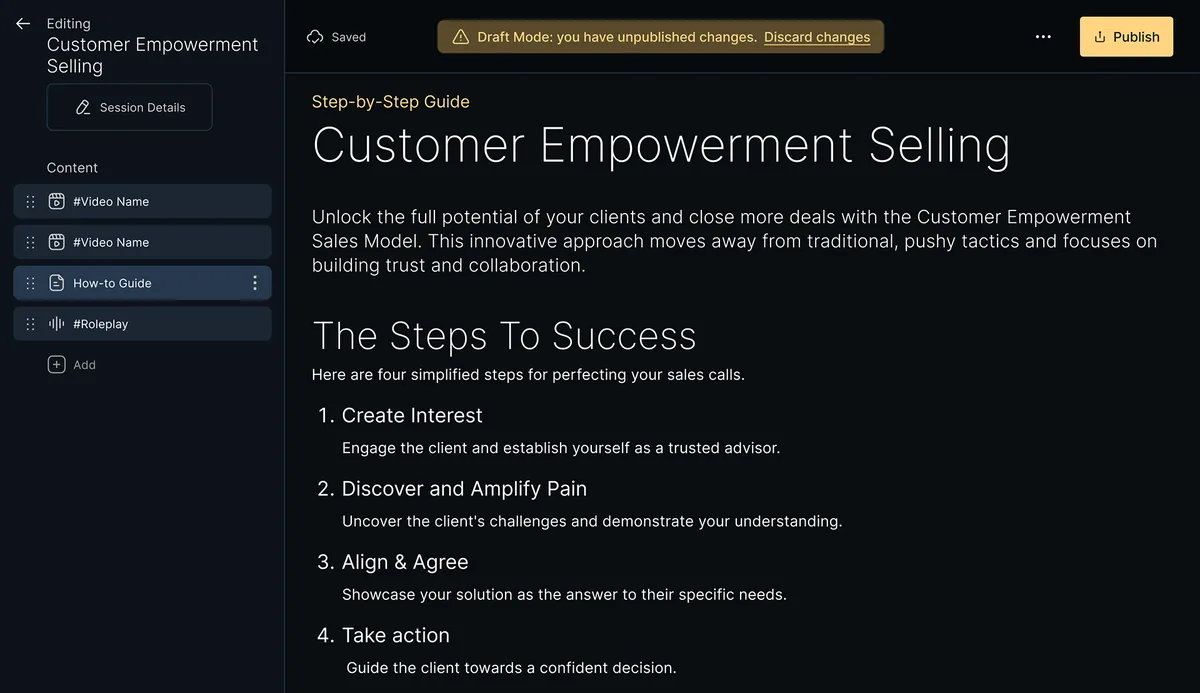 Editing
Customer Empowerment
Selling
Session Details
Content
#Video Name
#Video Name
How-to Guide
#Roleplay
Add
Saved
Draft Mode: you have unpublished changes. Discard changes
Publish
Step-by-Step Guide
Customer Empowerment Selling
Unlock the full potential of your clients and close more deals with the Customer Empowerment
Sales Model. This innovative approach moves away from traditional, pushy tactics and focuses on
building trust and collaboration.
The Steps To Success
Here are four simplified steps for perfecting your sales calls.
1. Create Interest
Engage the client and establish yourself as a trusted advisor.
2. Discover and Amplify Pain
Uncover the client's challenges and demonstrate your understanding.
3. Align & Agree
Showcase your solution as the answer to their specific needs.
4. Take action
Guide the client towards a confident decision.